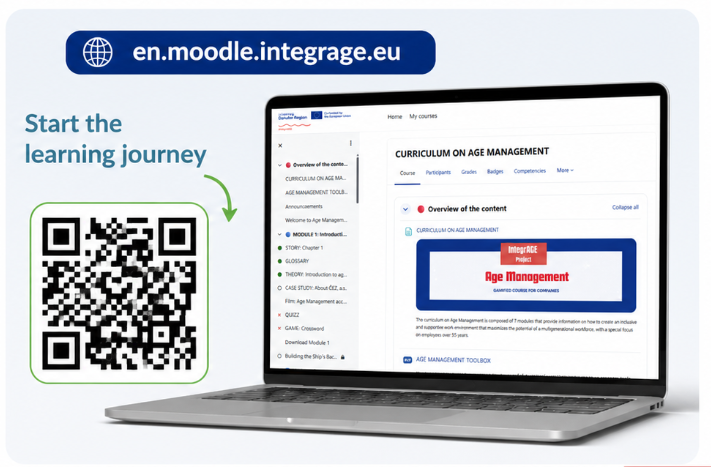 en.moodle.integrage.eu
Start the
learning journey
Interreg
Danube Region
Co-funded by
the European Union
Home My courses
Overview of the conte...
CURRICULUM ON AGE MA...
AGE MANAGEMENT TOOLB...
Announcements
Welcome to Age Managem...
MODULE 1: Introducti...
STORY: Chapter 1
GLOSSARY
THEORY: Introduction to ag...
CASE STUDY: About ČEZ, a.s.
Film: Age Management acc...
QUIZZ
GAME: Crossword
Download Module 1
Building the Ship's Bac...
CURRICULUM ON AGE MANAGEMENT
Course Participants Grades Badges Competencies More
Overview of the content Collapse all
CURRICULUM ON AGE MANAGEMENT
IntegrAGE
Project
Age Management
GAMIFIED COURSE FOR COMPANIES
The curriculum on Age Management is composed of 7 modules that provide information on how to create an inclusive
and supportive work environment that maximizes the potential of a multigenerational workforce, with a special focus
on employees over 55 years.
AGE MANAGEMENT TOOLBOX